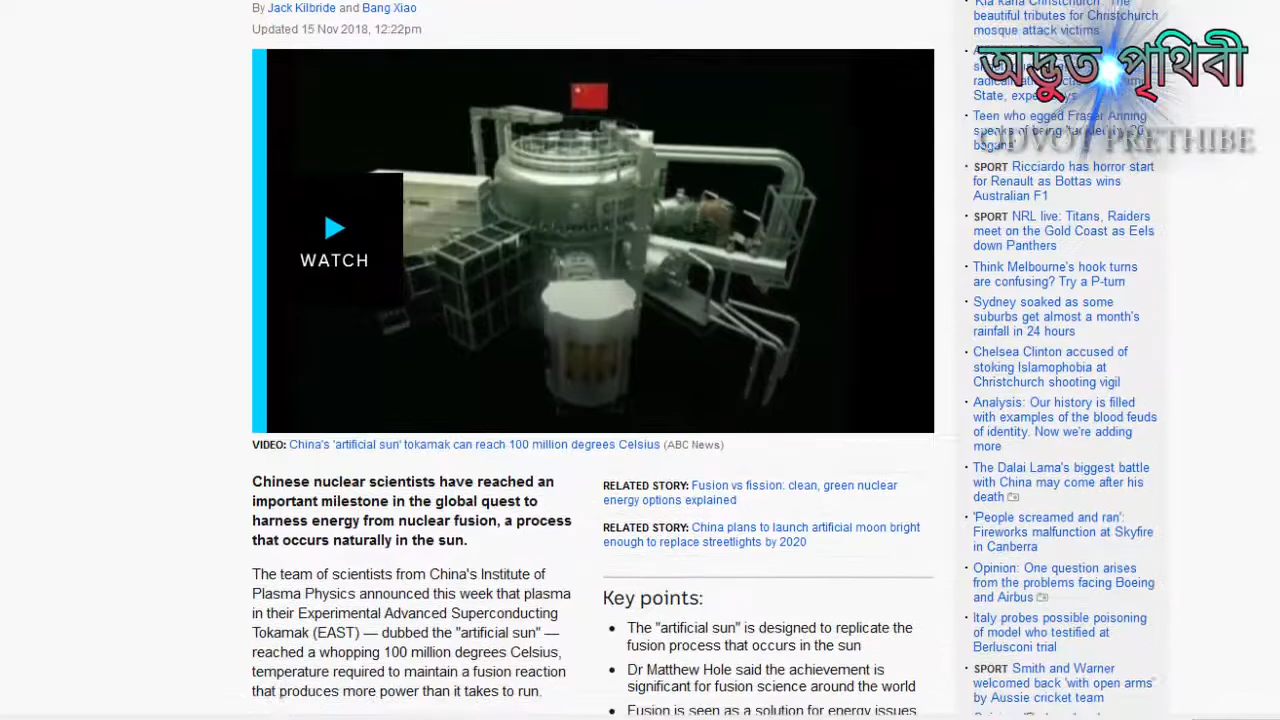 By Jack Kilbride and Bang Xiao
Updated 15 Nov 2018, 12:22pm
WATCH
VIDEO: China's 'artificial sun' tokamak can reach 100 million degrees Celsius (ABC News)
Chinese nuclear scientists have reached an
important milestone in the global quest to
harness energy from nuclear fusion, a process
that occurs naturally in the sun.
The team of scientists from China's Institute of
Plasma Physics announced this week that plasma
in their Experimental Advanced Superconducting
Tokamak (EAST) — dubbed the "artificial sun" —
reached a whopping 100 million degrees Celsius,
temperature required to maintain a fusion reaction
that produces more power than it takes to run.
RELATED STORY: Fusion vs fission: clean, green nuclear
energy options explained
RELATED STORY: China plans to launch artificial moon bright
enough to replace streetlights by 2020
Key points:
• The "artificial sun" is designed to replicate the
fusion process that occurs in the sun
• Dr Matthew Hole said the achievement is
significant for fusion science around the world
• Fusion is seen as a solution for energy issues
'Kia kaha Christchurch': The
beautiful tributes for Christchurch
mosque attack victims
State,
Teen who egged Fraser Anning
speaks of being
bogans'
SPORT Ricciardo has horror start
for Renault as Bottas wins
Australian F1
SPORT NRL live: Titans, Raiders
meet on the Gold Coast as Eels
down Panthers
Think Melbourne's hook turns
are confusing? Try a P-turn
Sydney soaked as some
suburbs get almost a month's
rainfall in 24 hours
Chelsea Clinton accused of
stoking Islamophobia at
Christchurch shooting vigil
Analysis: Our history is filled
with examples of the blood feuds
of identity. Now we're adding
more
The Dalai Lama's biggest battle
with China may come after his
death
'People screamed and ran':
Fireworks malfunction at Skyfire
in Canberra
Opinion: One question arises
from the problems facing Boeing
and Airbus
Italy probes possible poisoning
of model who testified at
Berlusconi trial
SPORT Smith and Warner
welcomed back 'with open arms'
by Aussie cricket team
অদ্ভুত পৃথিবী
ODVOT PRETHIBE